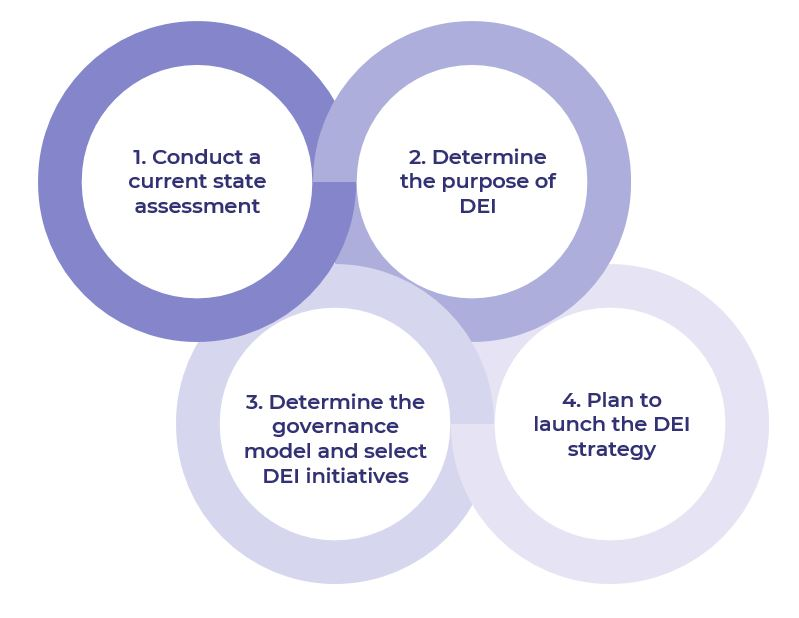 1. Conduct a
current state
assessment
2. Determine
the purpose of
DEI
3. Determine the
governance
model and select
DEI initiatives
4. Plan to
launch the DEI
strategy